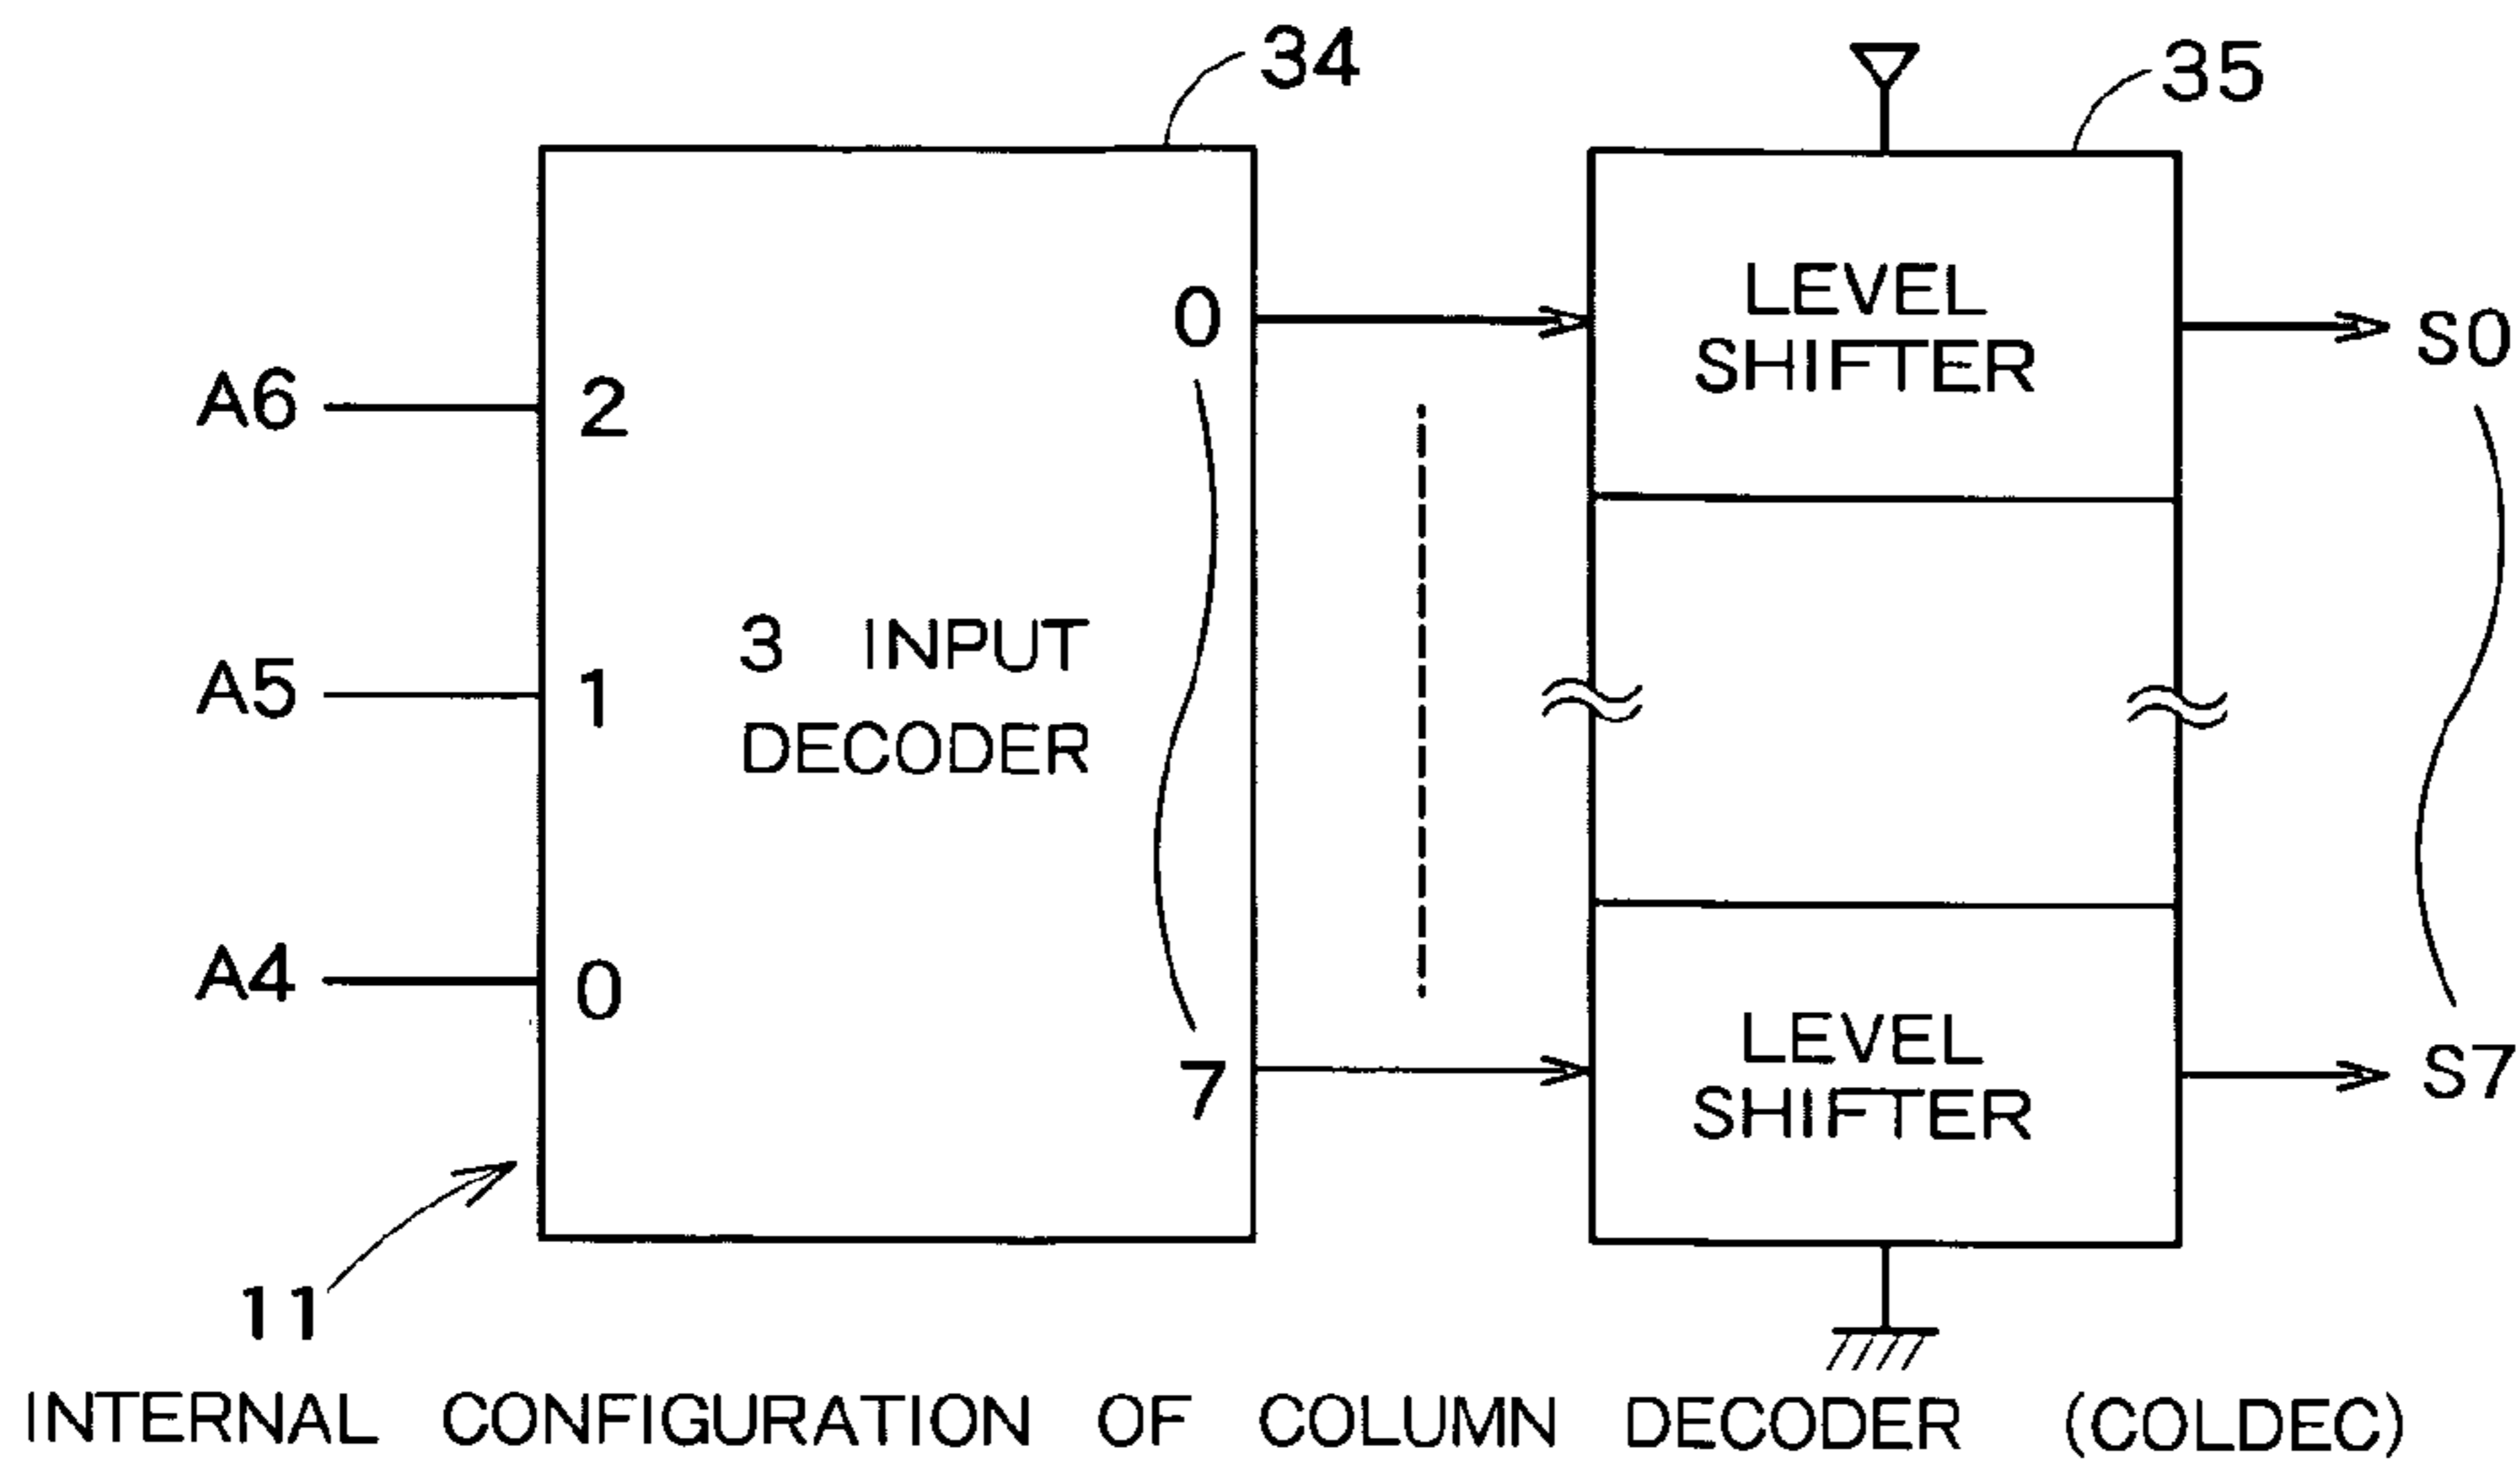 34
35
0
LEVEL
SHIFTER
S0
A6
2
A5
1
3 INPUT
DECODER
A4
0
7
LEVEL
SHIFTER
S7
11
INTERNAL CONFIGURATION OF COLUMN DECODER (COLDEC)